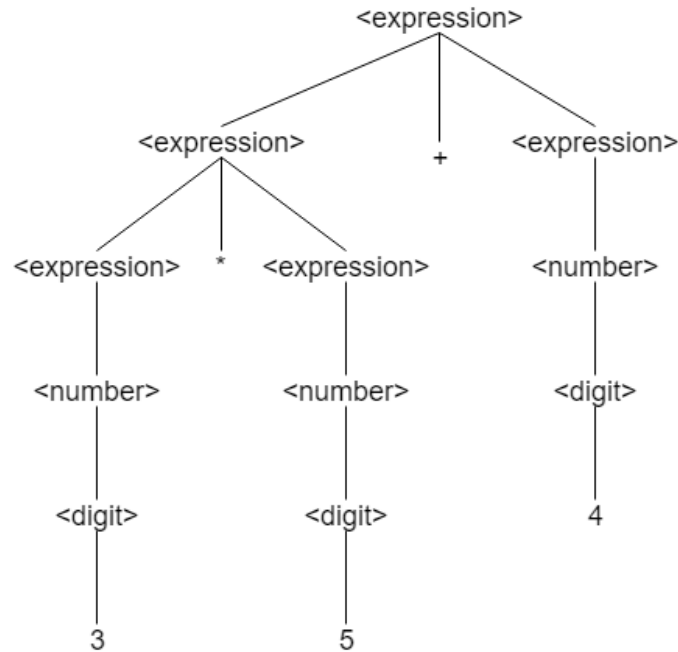 <expression>
<expression> + <expression>
<expression> * <expression> <number>
<number> <number> <digit>
<digit> <digit> 4
3 5